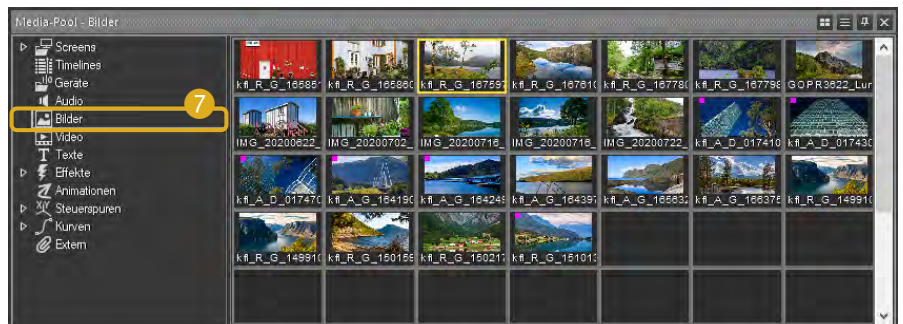 Media-Pool - Bilder
Screens
Timelines
Geräte
Audio
7
Bilder
Video
Texte
Effekte
Animationen
Steuerspuren
Kurven
Extern
kfl_R_G_16586 kfl_R_G_165860 kfl_R_G_167597 kfl_R_G_167610 kfl_R_G_167780 kfl_R_G_167798 GOPR3622_Lur
IMG_20200622_ IMG_20200702_ IMG_20200716_ IMG_20200716_ IMG_20200722_ kfl_A_D_017410 kfl_A_D_017430
kfl_A_D_017470 kfl_A_G_164190 kfl_A_G_164249 kfl_A_G_164397 kfl_A_G_165632 kfl_A_G_166376 kfl_R_G_149910
kfl_R_G_149910 kfl_R_G_150159 kfl_R_G_150217 kfl_R_G_151013